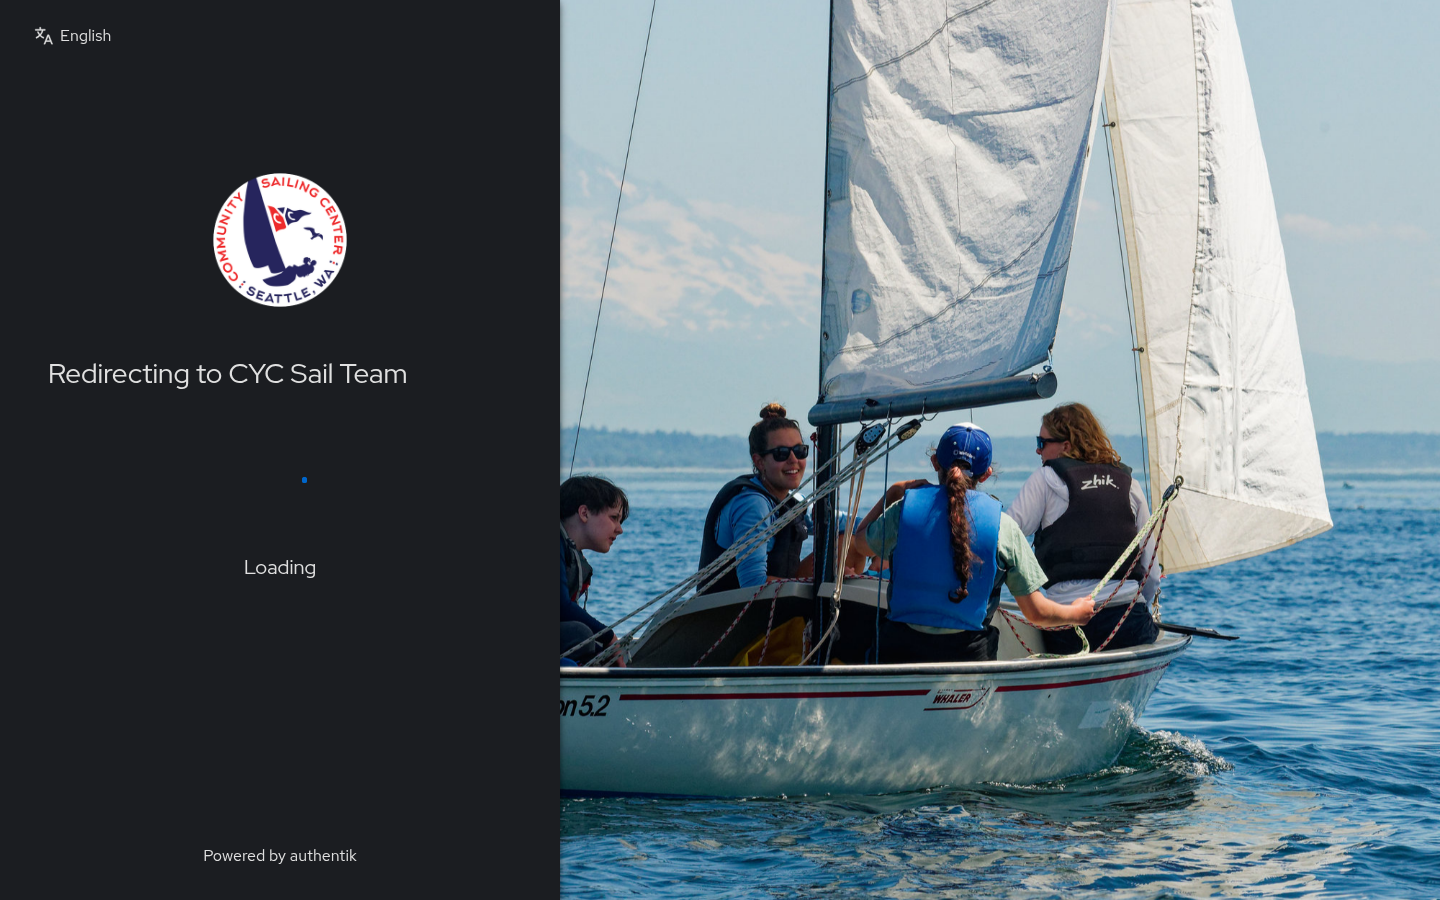 English
COMMUNITY SAILING CENTER
SEATTLE, WA
Redirecting to CYC Sail Team
Loading
Powered by authentik
zhik
on 5.2
WHALER